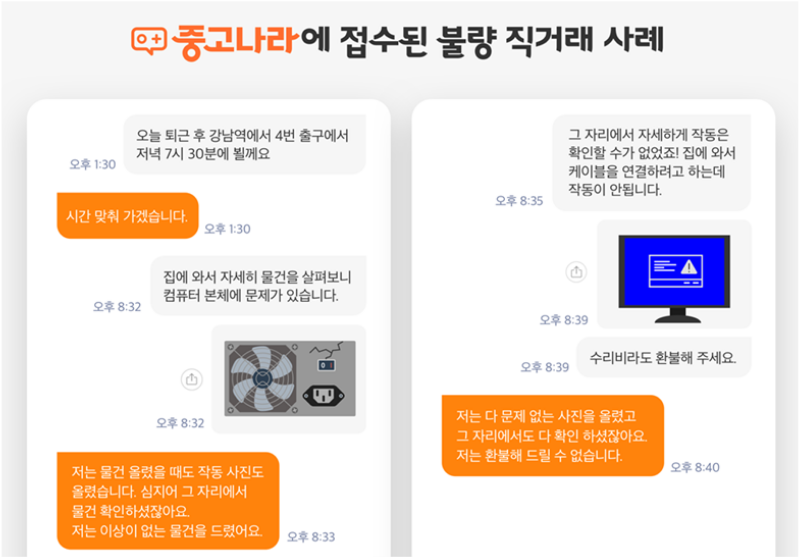 중고나라에 접수된 불량 직거래 사례
오늘 퇴근 후 강남역에서 4번 출구에서
저녁 7시 30분에 뵐께요
오후 1:30
시간 맞춰 가겠습니다.
오후 1:30
집에 와서 자세히 물건을 살펴보니
컴퓨터 본체에 문제가 있습니다.
오후 8:32
오후 8:32
저는 물건 올렸을 때도 작동 사진도
올렸습니다. 심지어 그 자리에서
물건 확인하셨잖아요.
저는 이상이 없는 물건을 드렸어요.
오후 8:33
그 자리에서 자세하게 작동은
확인할 수가 없었죠! 집에 와서
케이블을 연결하려고 하는데
작동이 안됩니다.
오후 8:35
오후 8:39
수리비라도 환불해 주세요.
오후 8:39
저는 다 문제 없는 사진을 올렸고
그 자리에서도 다 확인 하셨잖아요.
저는 환불해 드릴 수 없습니다.
오후 8:40